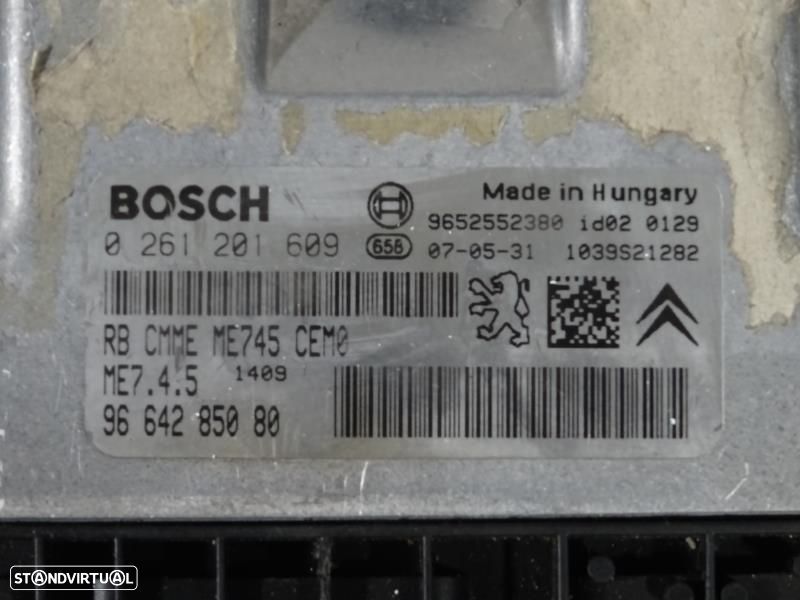 BOSCH
Made in Hungary
9652552380 id02 0129
0 261 201 609
658
07-05-31 1039S21282
RB CMME ME745 CEM0
ME7.4.5 1409
96 642 850 80
STANDVIRTUAL